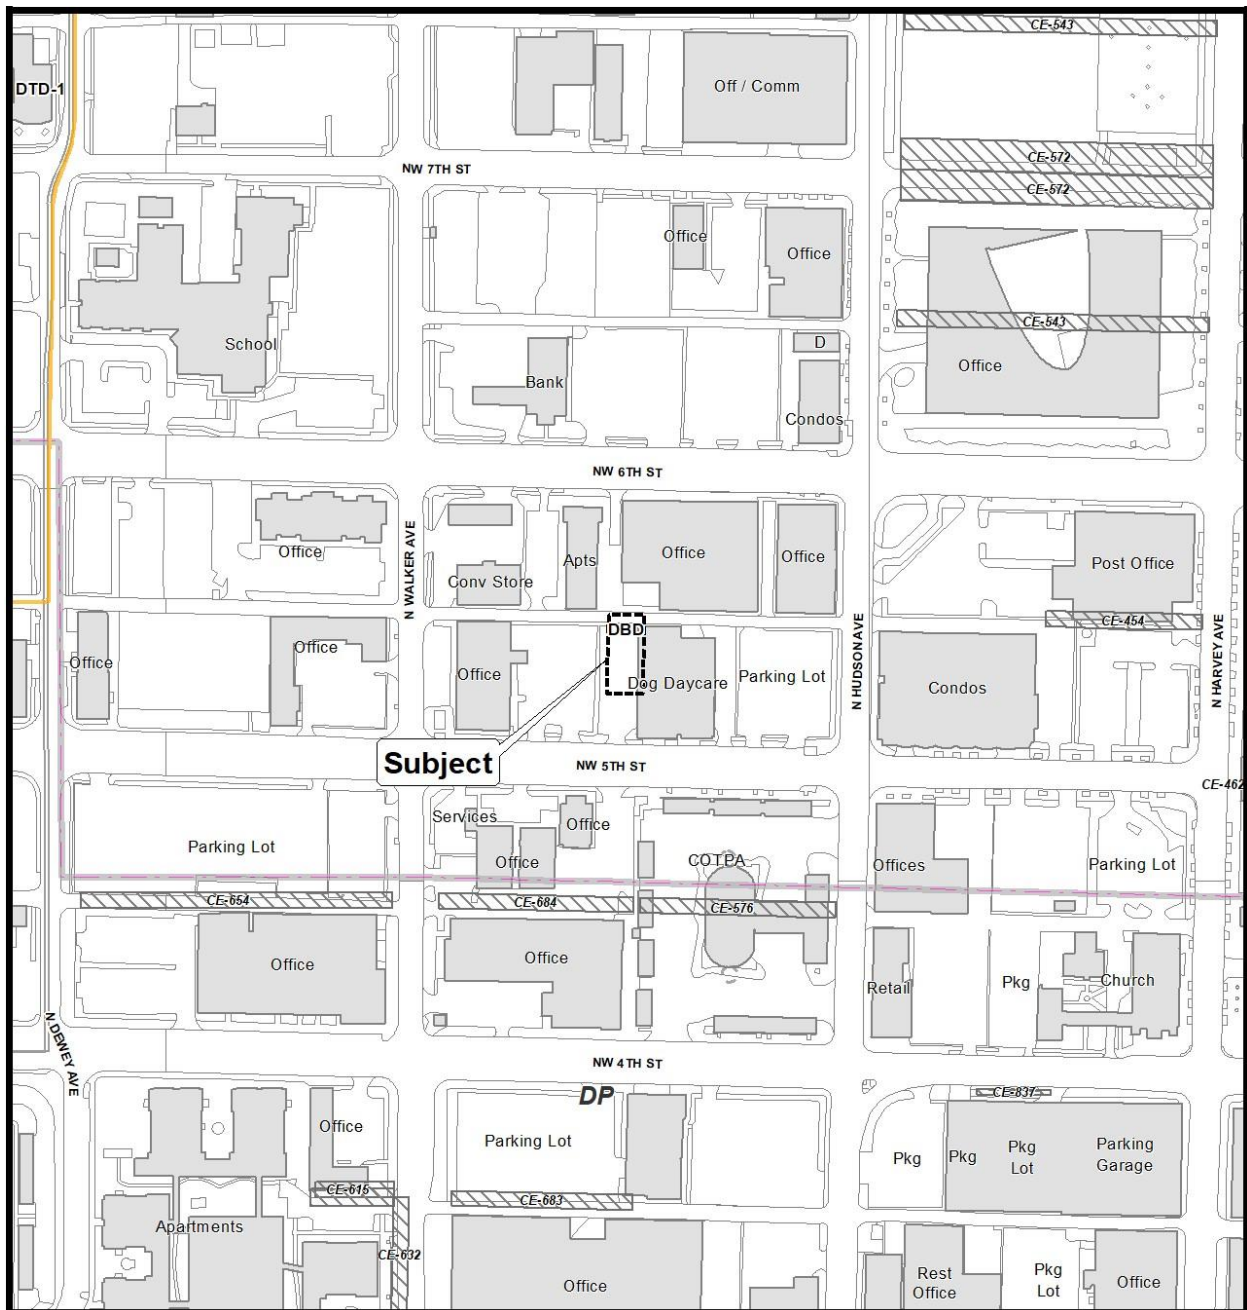 CE-543
DTD-1
Off / Comm
NW 7TH ST
CE-572
CE-572
Office
Office
CE-543
School
D
Office
Bank
Condos
NW 6TH ST
N WALKER AVE
Office
Apts
Office
Office
Post Office
Conv Store
CE-454
DBD
Office
Office
Office
N HUDSON AVE
N HARVEY AVE
Dog Daycare
Parking Lot
Condos
Subject
NW 5TH ST
CE-462
Services
Office
Parking Lot
Office
COTPA
Offices
Parking Lot
CE-654
CE-684
CE-576
Office
Office
Retail
Pkg
Church
N DEWEY AVE
NW 4TH ST
DP
CE-837
Office
Parking Lot
Pkg
Pkg
Pkg
Lot
Parking
Garage
CE-615
CE-683
Apartments
CE-632
Office
Rest
Office
Pkg
Lot
Office